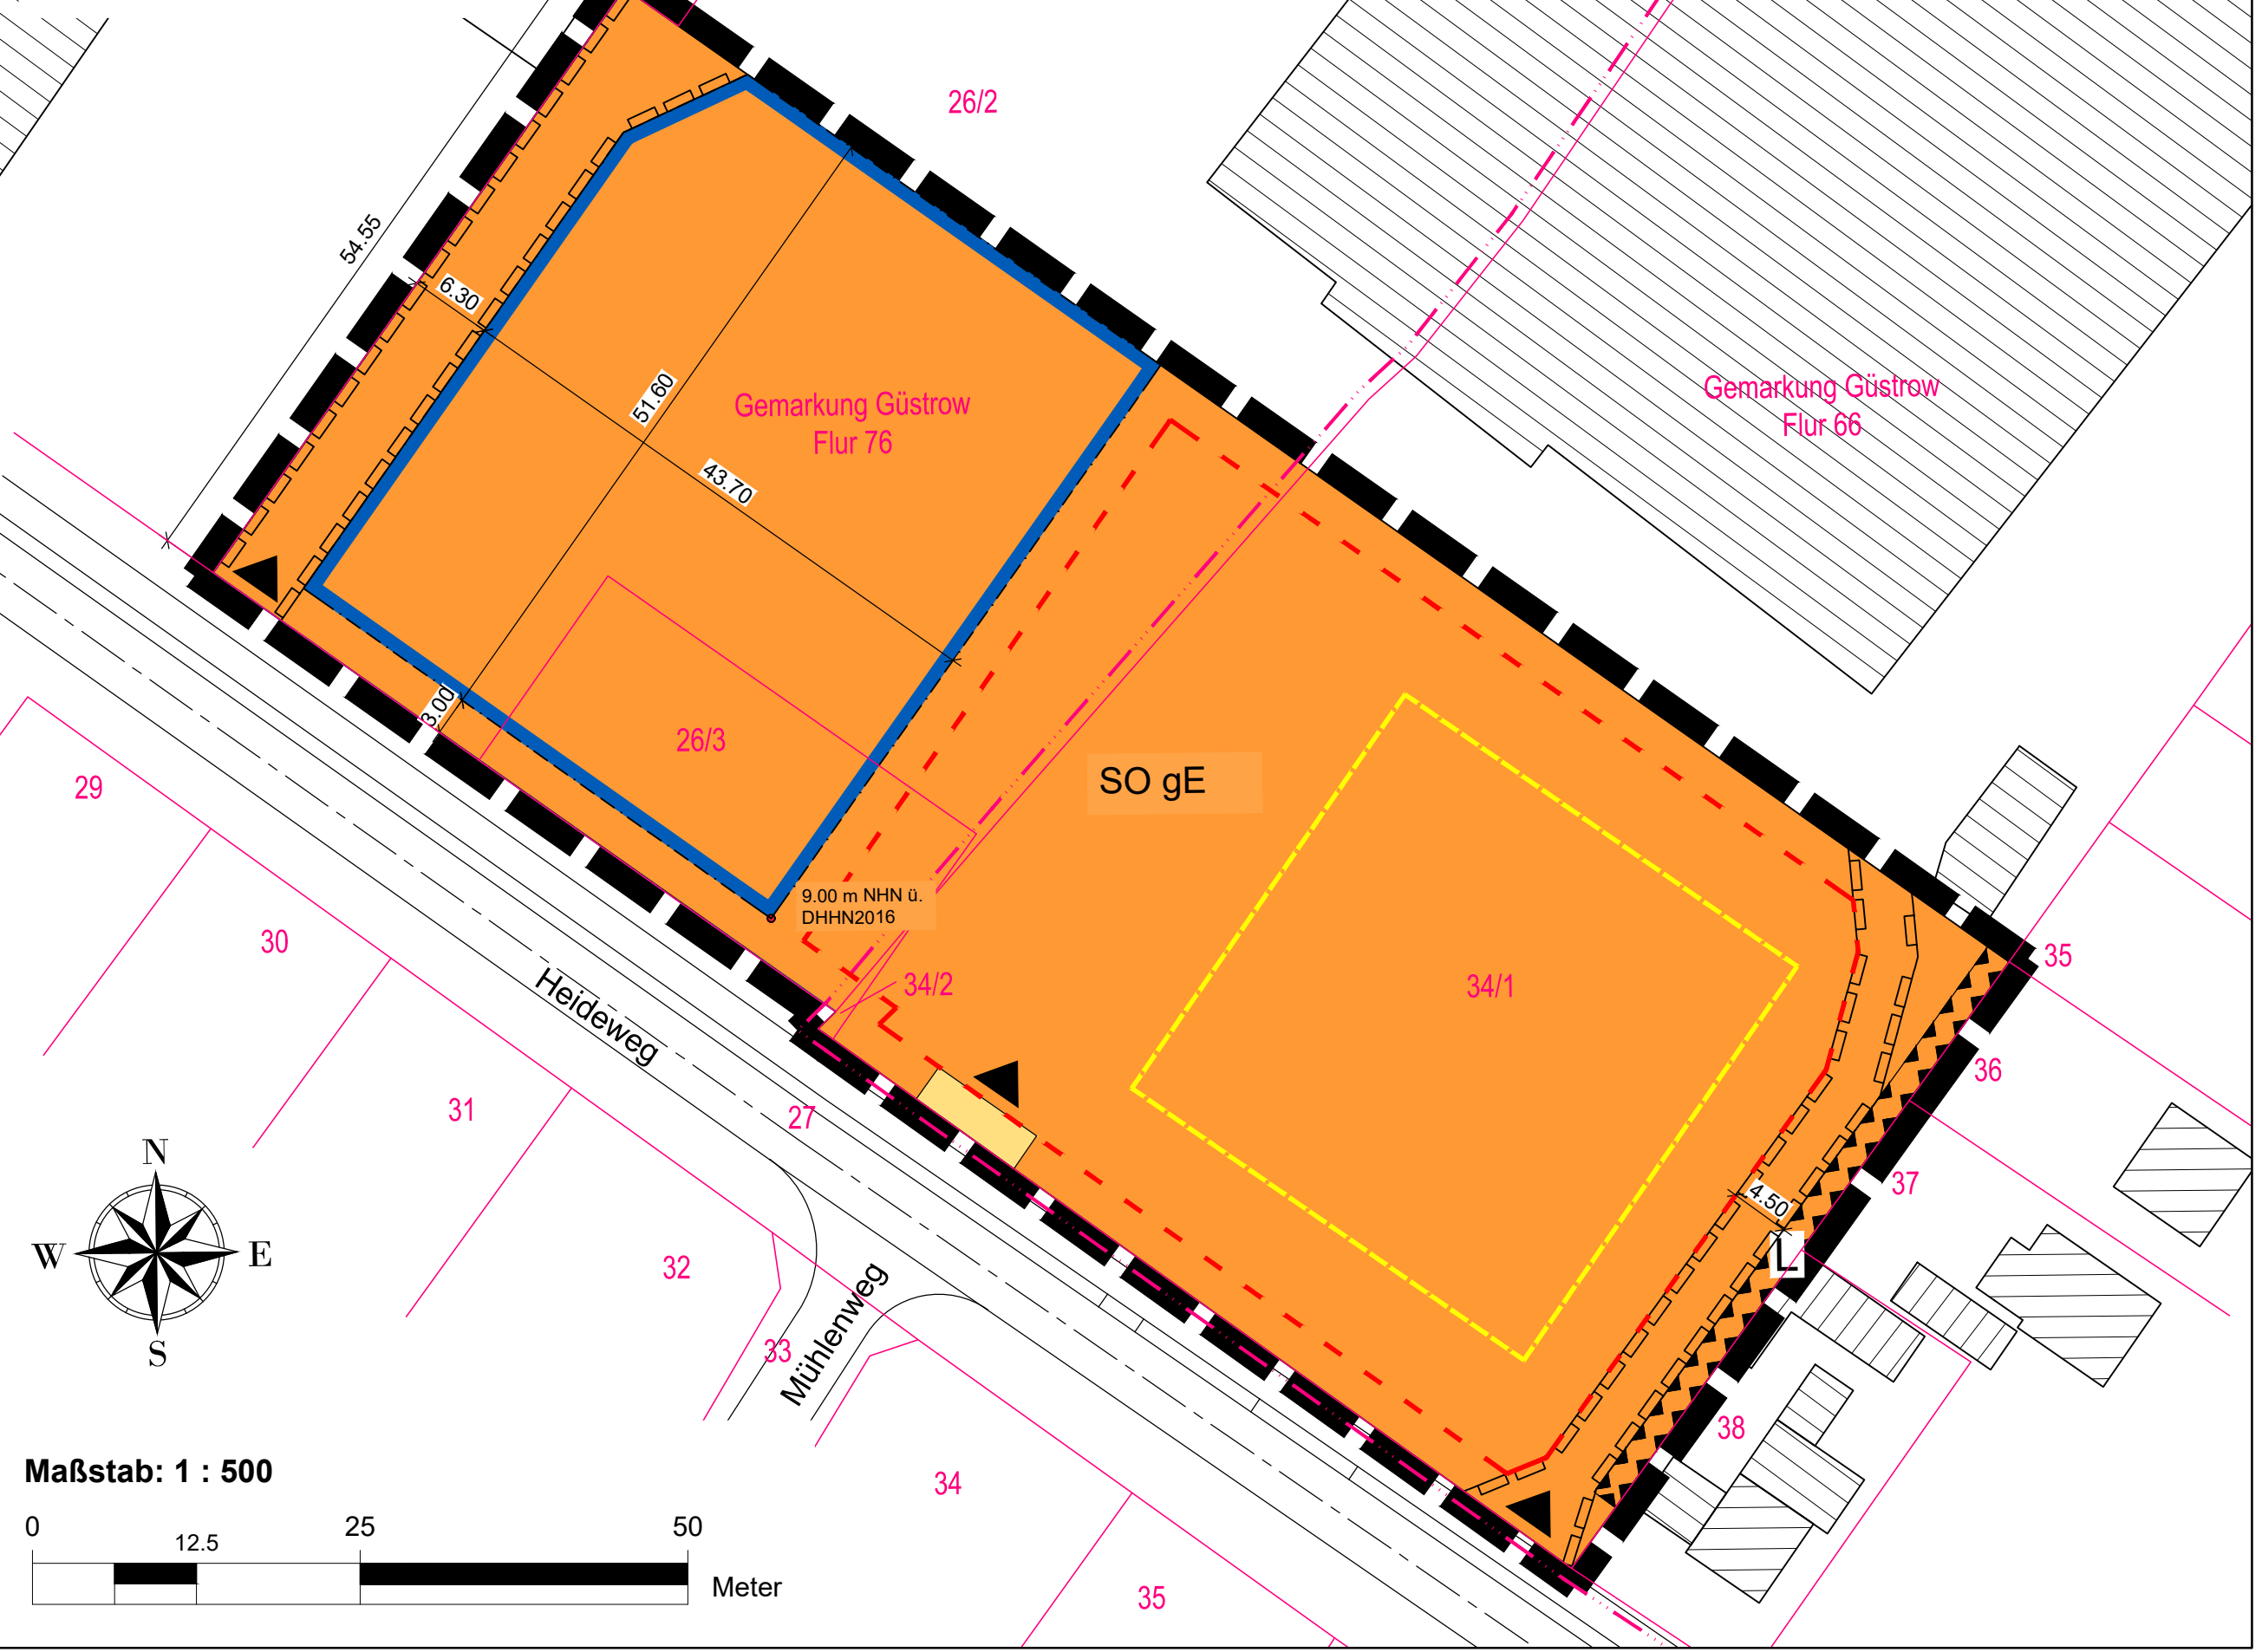 26/2
54.55
6.30
51.60
Gemarkung Güstrow
Flur 76
Gemarkung Güstrow
Flur 66
43.70
3.00
26/3
SO gE
29
9.00 m NHN ü.
DHHN2016
30
Heideweg
34/2
34/1
35
36
31
27
37
4.50
L
N
W
E
S
32
33
Mühlenweg
38
34
35
Maßstab: 1 : 500
0
12.5
25
50
Meter